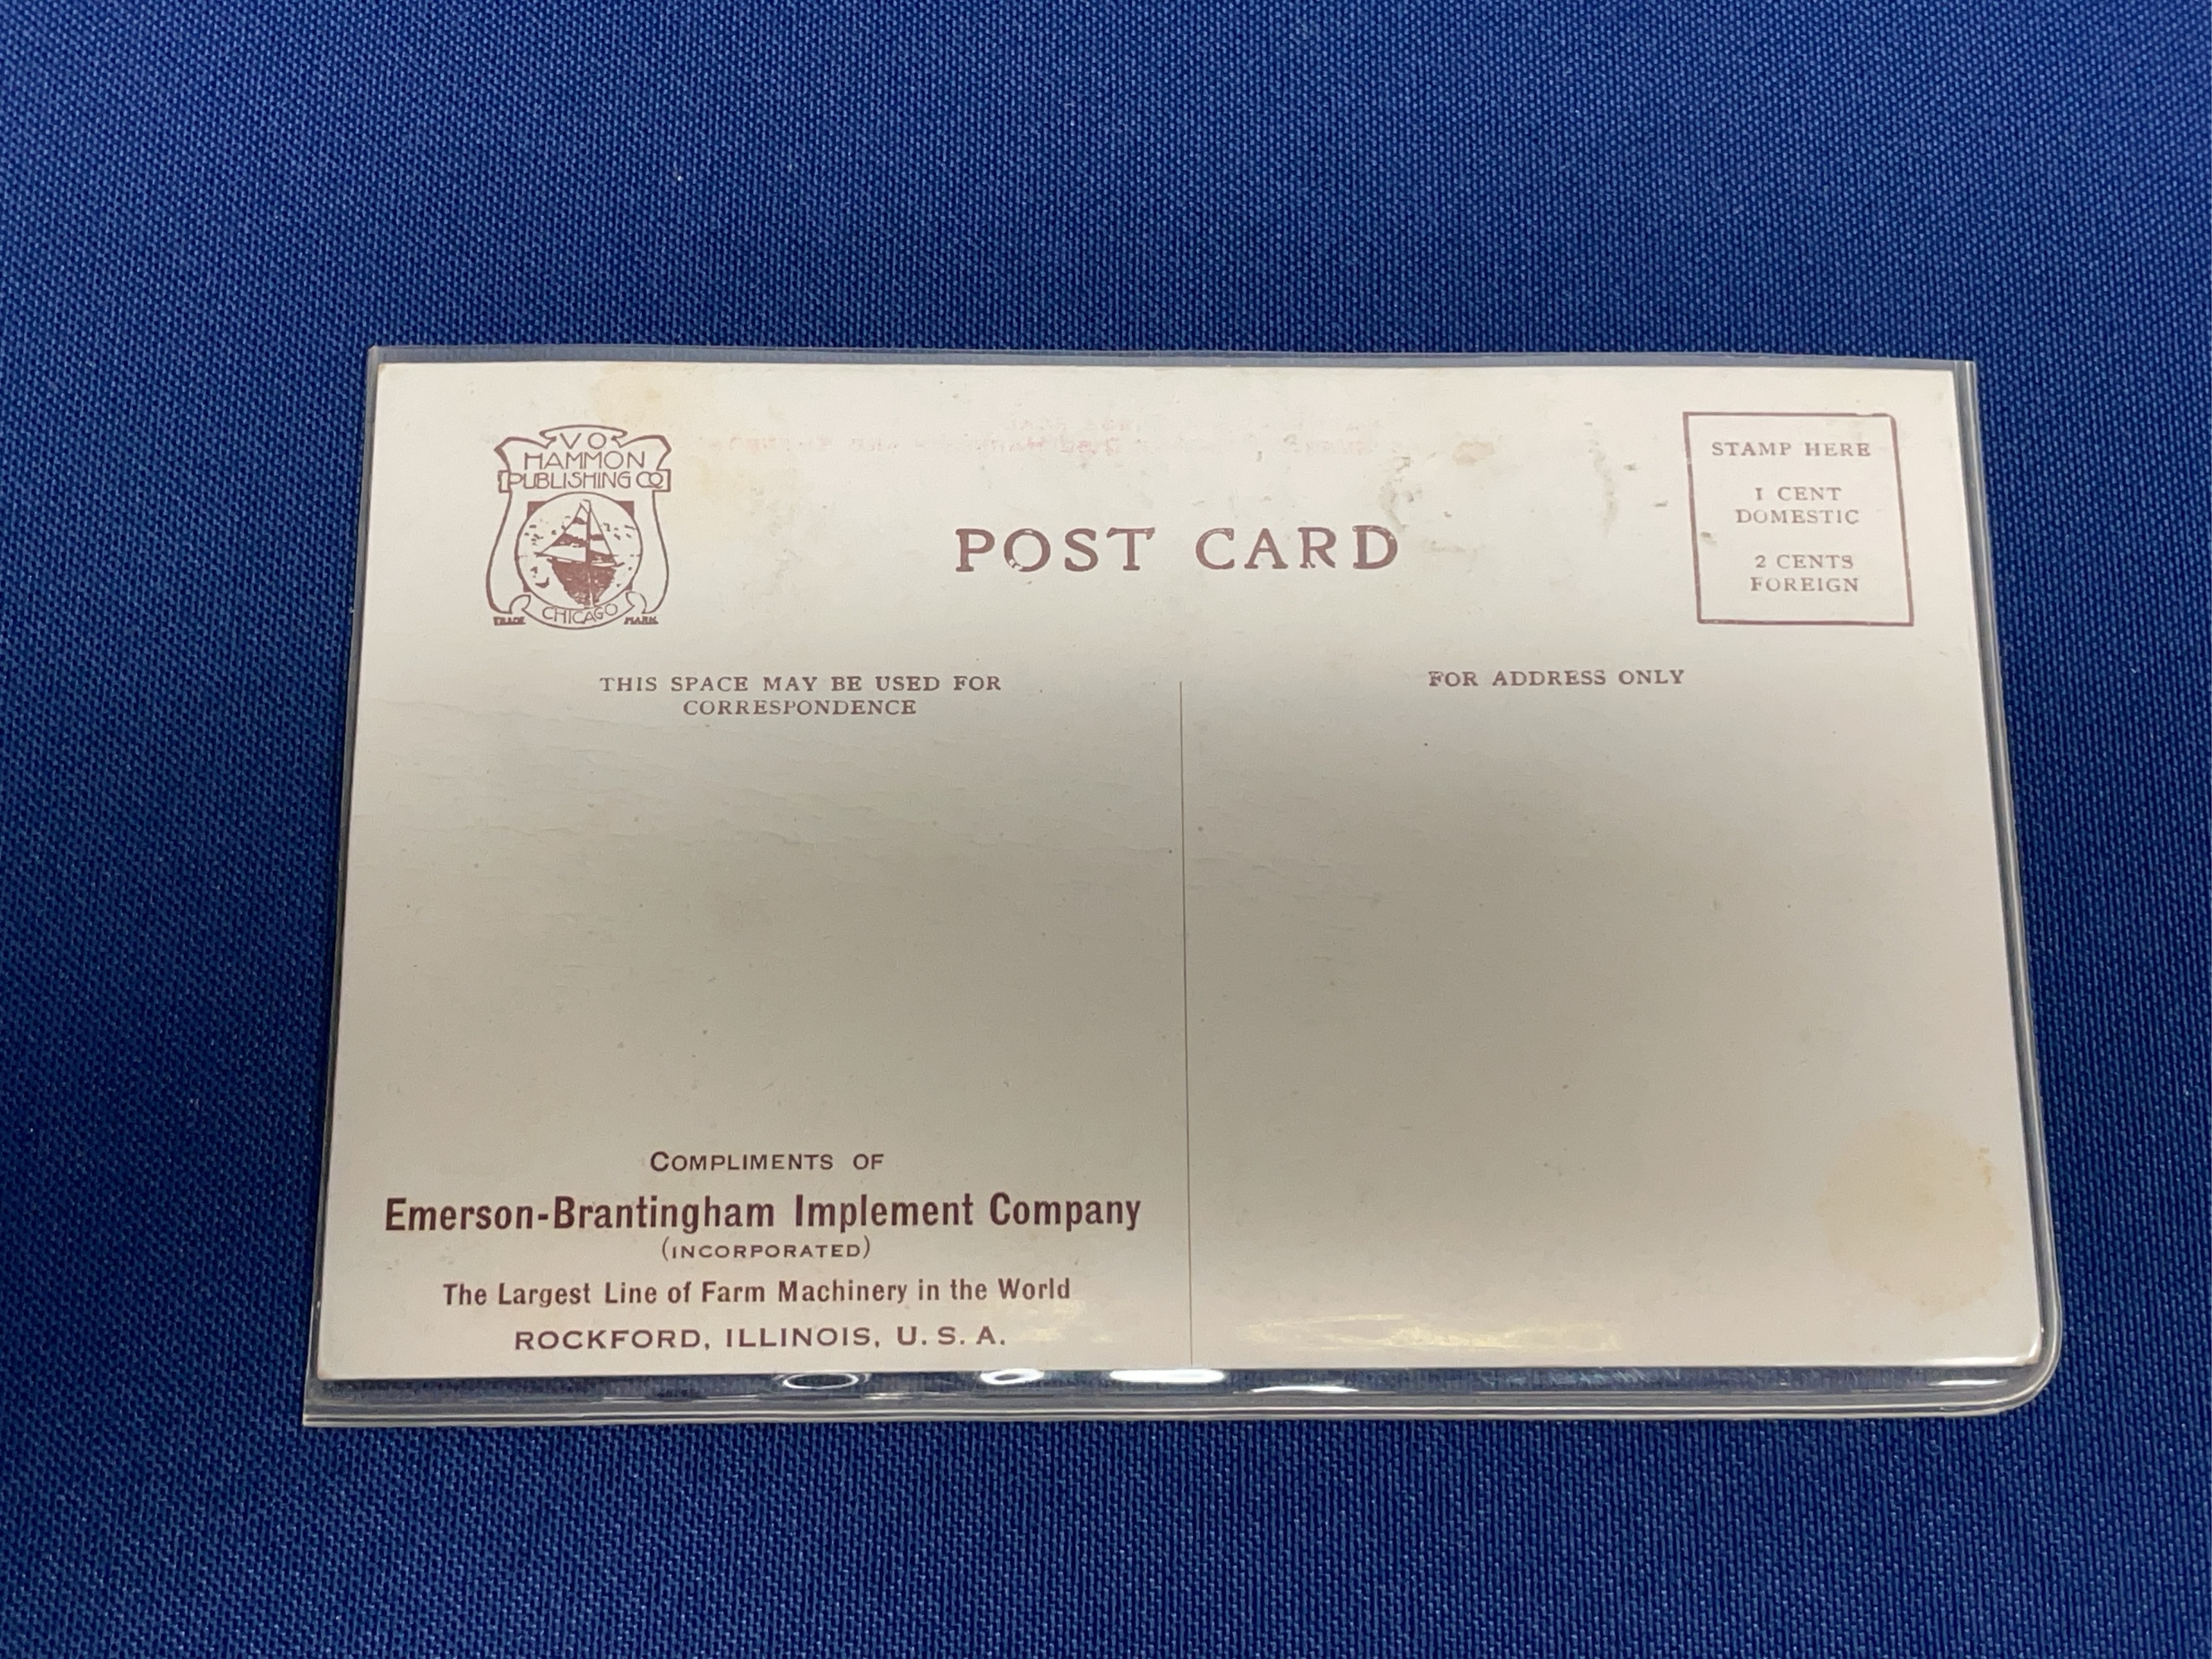 VO
HAMMON
PUBLISHING CO
CHICAGO
TRADE MARK
POST CARD
STAMP HERE
1 CENT
DOMESTIC
2 CENTS
FOREIGN
THIS SPACE MAY BE USED FOR
CORRESPONDENCE
FOR ADDRESS ONLY
COMPLIMENTS OF
Emerson-Brantingham Implement Company
(INCORPORATED)
The Largest Line of Farm Machinery in the World
ROCKFORD, ILLINOIS, U. S. A.